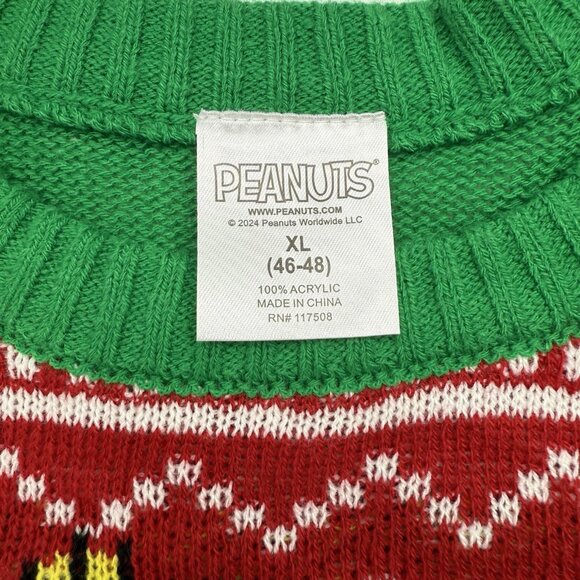 PEANUTS®
WWW.PEANUTS.COM
© 2024 Peanuts Worldwide LLC
XL
(46-48)
100% ACRYLIC
MADE IN CHINA
RN# 117508